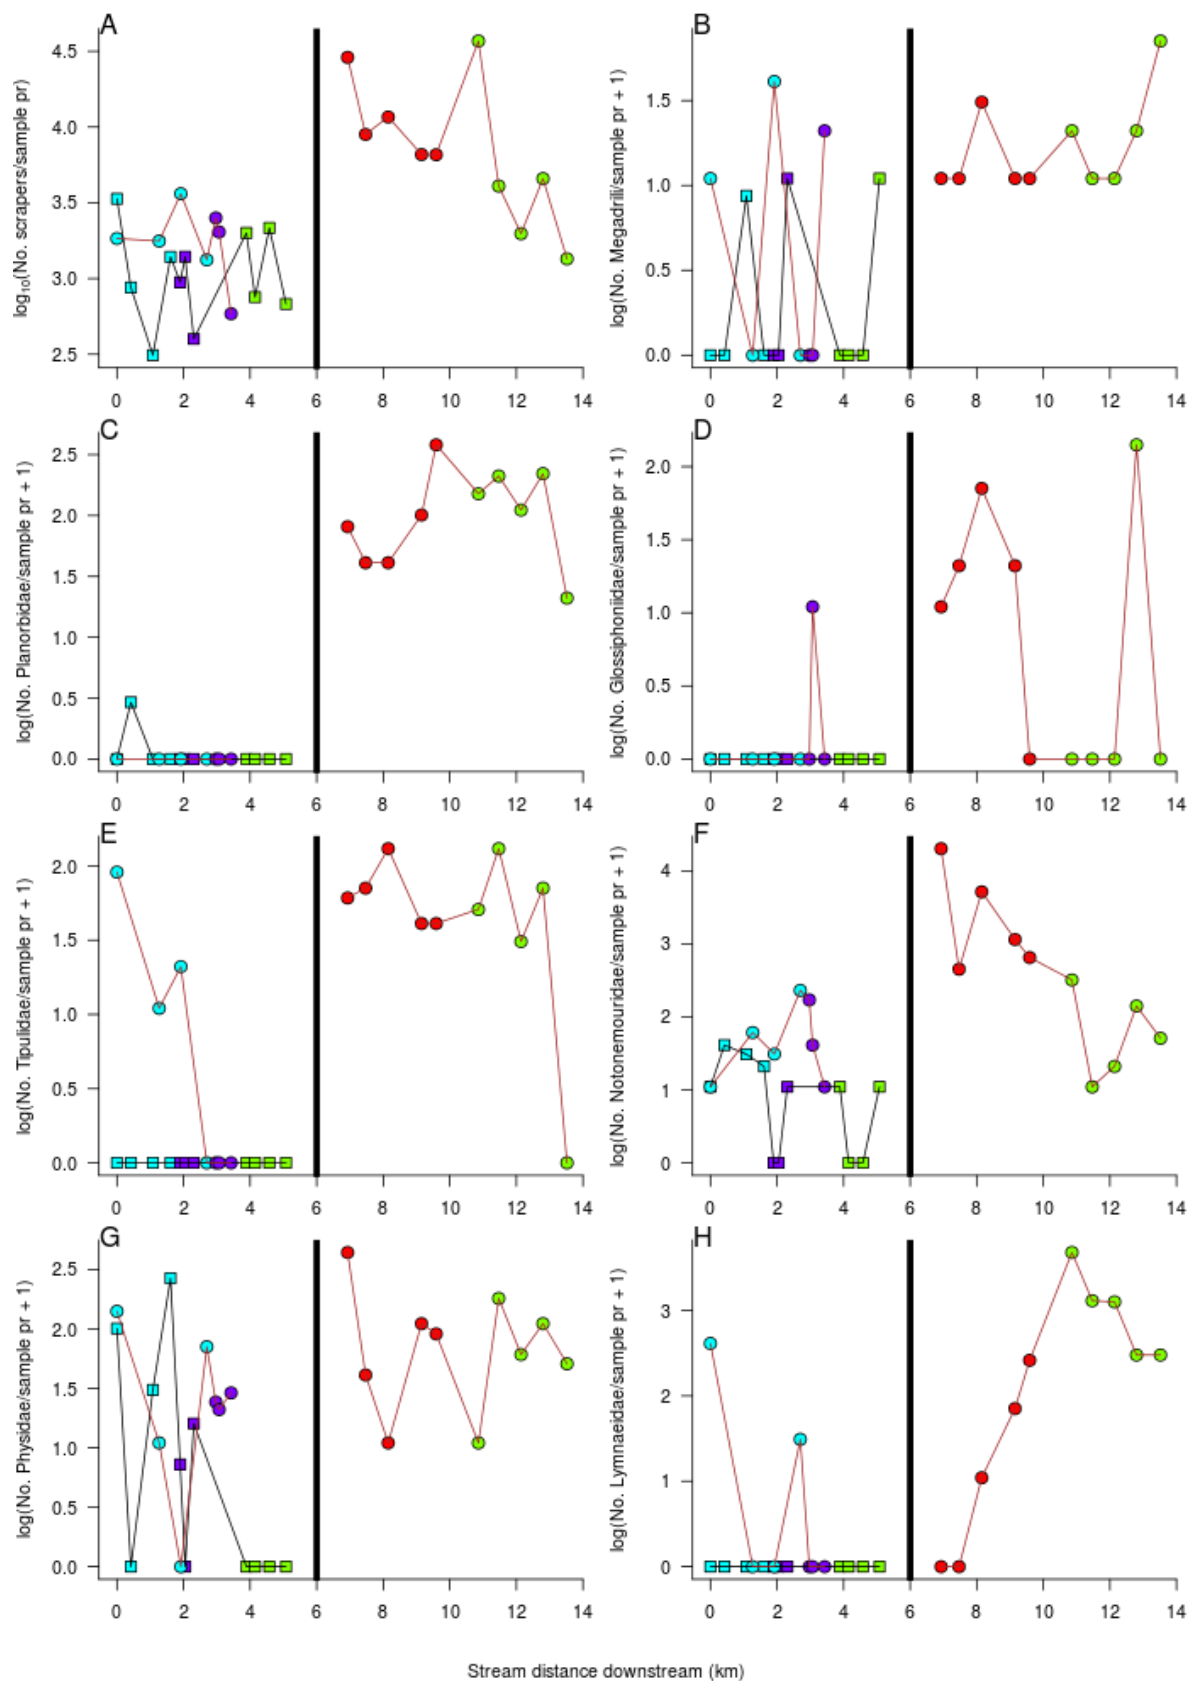 A
B
log10(No. scrapers/sample pr)
4.5
4.0
3.5
3.0
2.5
0 2 4 6 8 10 12 14
log(No. Megadrili/sample pr + 1)
1.5
1.0
0.5
0.0
0 2 4 6 8 10 12 14
C
D
log(No. Planorbidae/sample pr + 1)
2.5
2.0
1.5
1.0
0.5
0.0
0 2 4 6 8 10 12 14
log(No. Glossiphoniidae/sample pr + 1)
2.0
1.5
1.0
0.5
0.0
0 2 4 6 8 10 12 14
E
F
log(No. Tipulidae/sample pr + 1)
2.0
1.5
1.0
0.5
0.0
0 2 4 6 8 10 12 14
log(No. Notonemouridae/sample pr + 1)
4
3
2
1
0
0 2 4 6 8 10 12 14
G
H
log(No. Physidae/sample pr + 1)
2.5
2.0
1.5
1.0
0.5
0.0
0 2 4 6 8 10 12 14
log(No. Lymnaeidae/sample pr + 1)
3
2
1
0
0 2 4 6 8 10 12 14
Stream distance downstream (km)